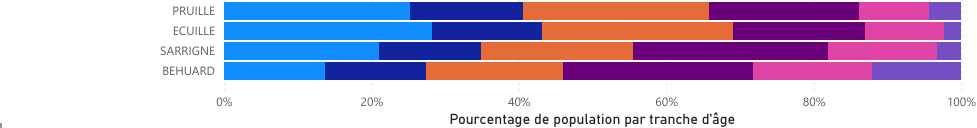 PRUILLE
ECUILLE
SARRIGNE
BEHUARD
0% 20% 40% 60% 80% 100%
Pourcentage de population par tranche d'âge